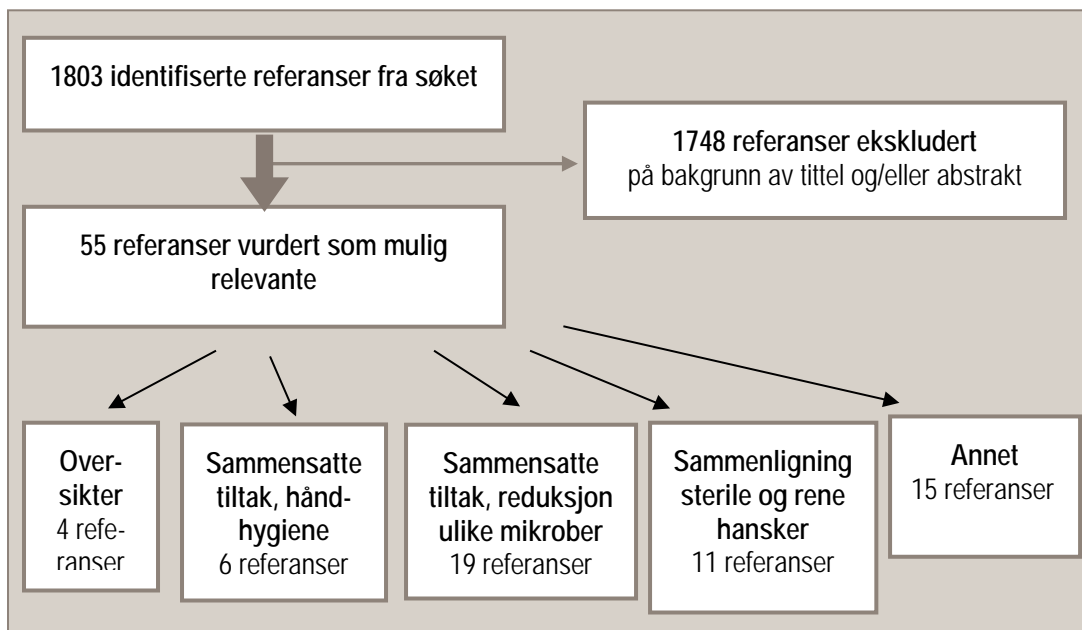 1803 identifiserte referanser fra søket
1748 referanser ekskludert
på bakgrunn av tittel og/eller abstrakt
55 referanser vurdert som mulig
relevante
Over-
sikter
4 refe-
ranser
Sammensatte
tiltak, hånd-
hygiene
6 referanser
Sammensatte
tiltak, reduksjon
ulike mikrober
19 referanser
Sammenligning
sterile og rene
hansker
11 referanser
Annet
15 referanser